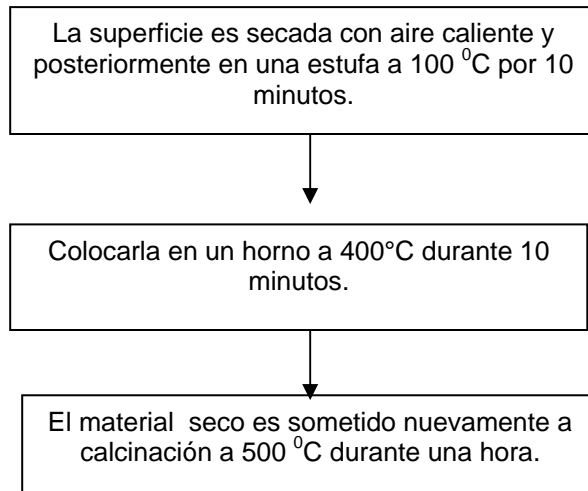 La superficie es secada con aire caliente y
posteriormente en una estufa a 100 ⁰C por 10
minutos.
Colocarla en un horno a 400°C durante 10
minutos.
El material  seco es sometido nuevamente a
calcinación a 500 ⁰C durante una hora.